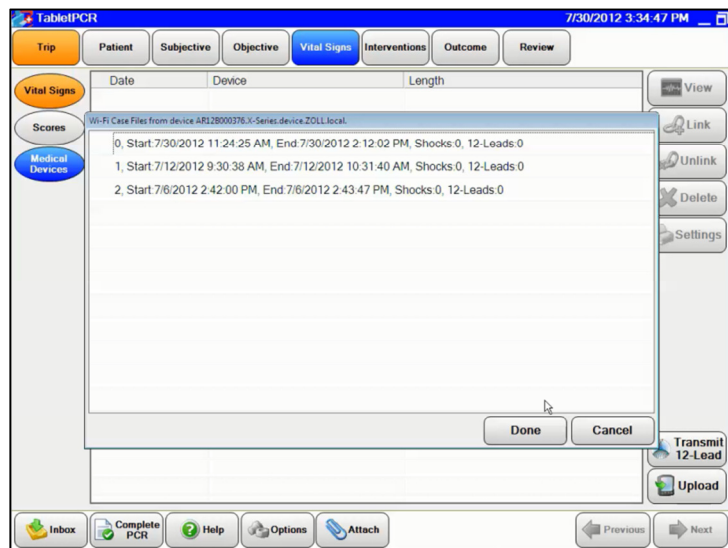 TabletPCR 7/30/2012 3:34:47 PM
Trip Patient Subjective Objective Vital Signs Interventions Outcome Review
Vital Signs
Scores
Medical
Devices
Date Device Length
Wi-Fi Case Files from device AR12B000376.X-Series.device.ZOLL.local.
0, Start:7/30/2012 11:24:25 AM, End:7/30/2012 2:12:02 PM, Shocks:0, 12-Leads:0
1, Start:7/12/2012 9:30:38 AM, End:7/12/2012 10:31:40 AM, Shocks:0, 12-Leads:0
2, Start:7/6/2012 2:42:00 PM, End:7/6/2012 2:43:47 PM, Shocks:0, 12-Leads:0
Done Cancel
View
Link
Unlink
Delete
Settings
Transmit
12-Lead
Upload
Inbox
Complete
PCR
Help Options Attach Previous Next